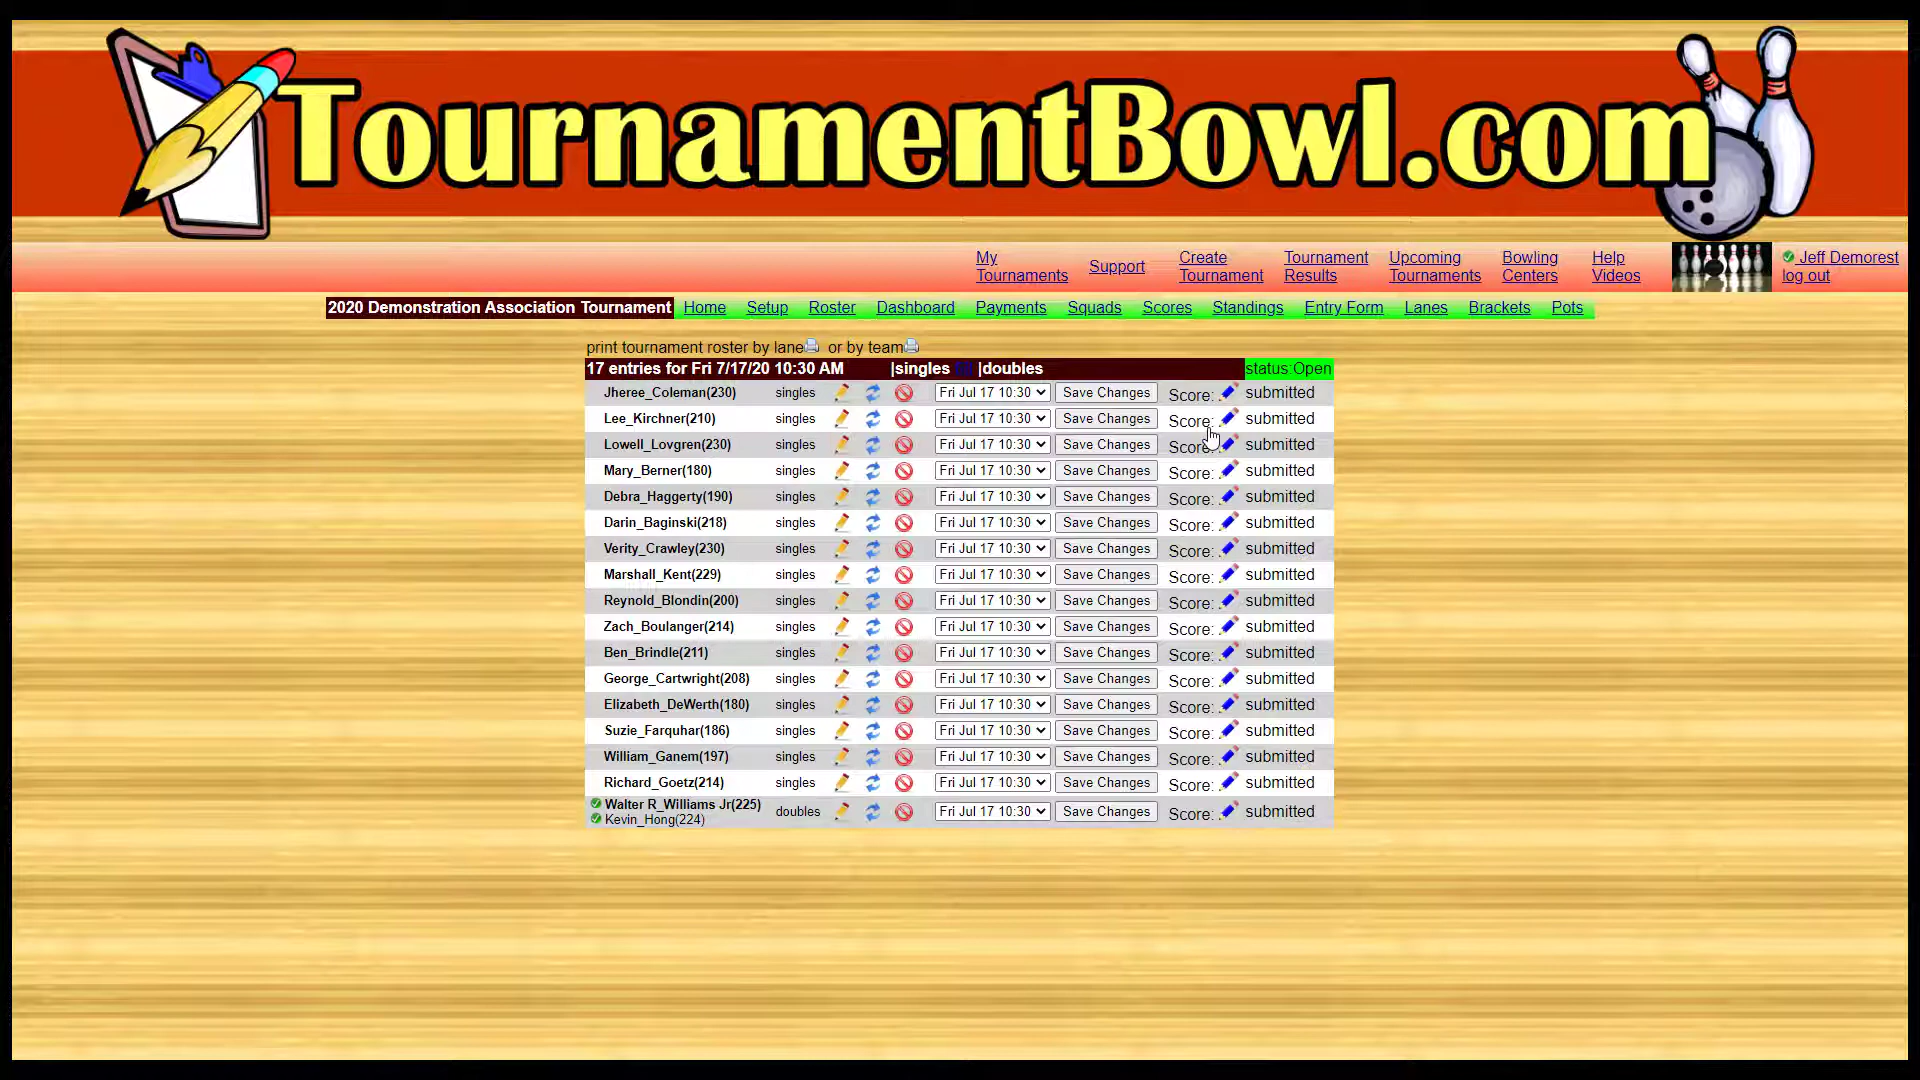 TournamentBowl.com
My Tournaments Support Create Tournament Tournament Results Upcoming Tournaments Bowling Centers Help Videos Jeff Demorest log out
2020 Demonstration Association Tournament Home Setup Roster Dashboard Payments Squads Scores Standings Entry Form Lanes Brackets Pots
print tournament roster by lane or by team
17 entries for Fri 7/17/20 10:30 AM |singles |doubles status:Open
Jheree_Coleman(230) singles Fri Jul 17 10:30 Save Changes Score: submitted
Lee_Kirchner(210) singles Fri Jul 17 10:30 Save Changes Score: submitted
Lowell_Lovgren(230) singles Fri Jul 17 10:30 Save Changes Score: submitted
Mary_Berner(180) singles Fri Jul 17 10:30 Save Changes Score: submitted
Debra_Haggerty(190) singles Fri Jul 17 10:30 Save Changes Score: submitted
Darin_Baginski(218) singles Fri Jul 17 10:30 Save Changes Score: submitted
Verity_Crawley(230) singles Fri Jul 17 10:30 Save Changes Score: submitted
Marshall_Kent(229) singles Fri Jul 17 10:30 Save Changes Score: submitted
Reynold_Blondin(200) singles Fri Jul 17 10:30 Save Changes Score: submitted
Zach_Boulanger(214) singles Fri Jul 17 10:30 Save Changes Score: submitted
Ben_Brindle(211) singles Fri Jul 17 10:30 Save Changes Score: submitted
George_Cartwright(208) singles Fri Jul 17 10:30 Save Changes Score: submitted
Elizabeth_DeWerth(180) singles Fri Jul 17 10:30 Save Changes Score: submitted
Suzie_Farquhar(186) singles Fri Jul 17 10:30 Save Changes Score: submitted
William_Ganem(197) singles Fri Jul 17 10:30 Save Changes Score: submitted
Richard_Goetz(214) singles Fri Jul 17 10:30 Save Changes Score: submitted
Walter R_Williams Jr(225) doubles Fri Jul 17 10:30 Save Changes Score: submitted
Kevin_Hong(224)